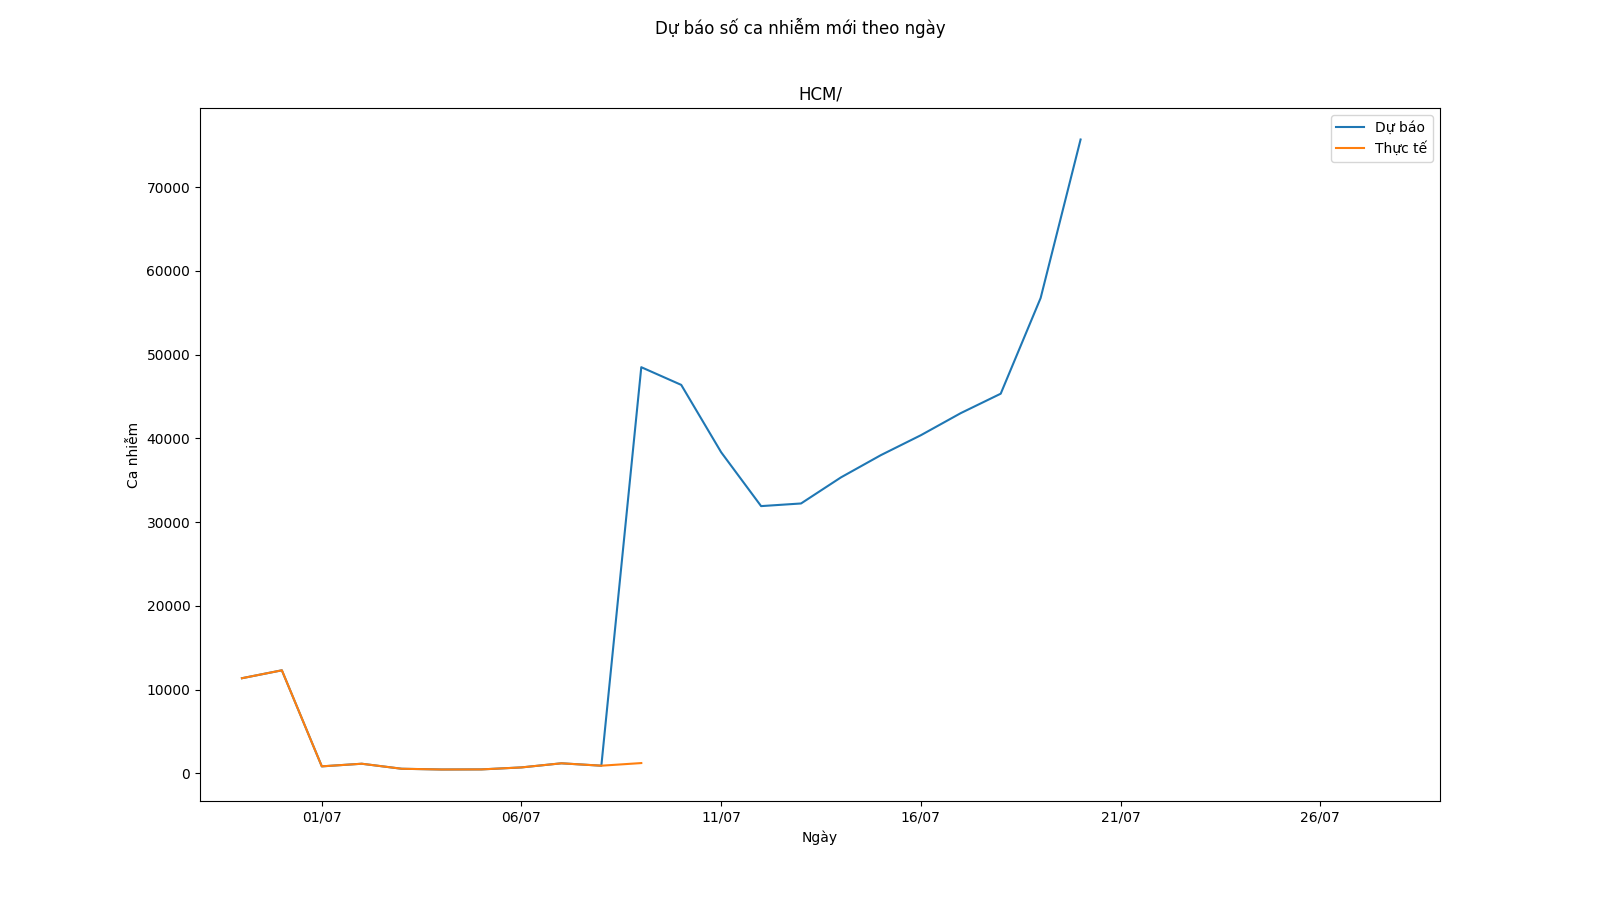 Dự báo số ca nhiễm mới theo ngày
HCM/
Dự báo
Thực tế
70000
60000
50000
40000
30000
20000
10000
0
Ca nhiễm
01/07
06/07
11/07
16/07
21/07
26/07
Ngày